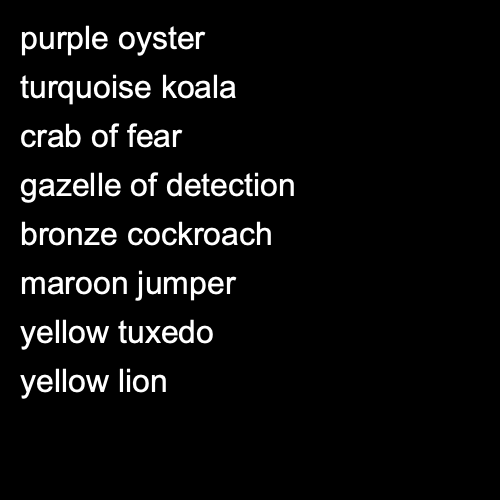 purple oyster
turquoise koala
crab of fear
gazelle of detection
bronze cockroach
maroon jumper
yellow tuxedo
yellow lion